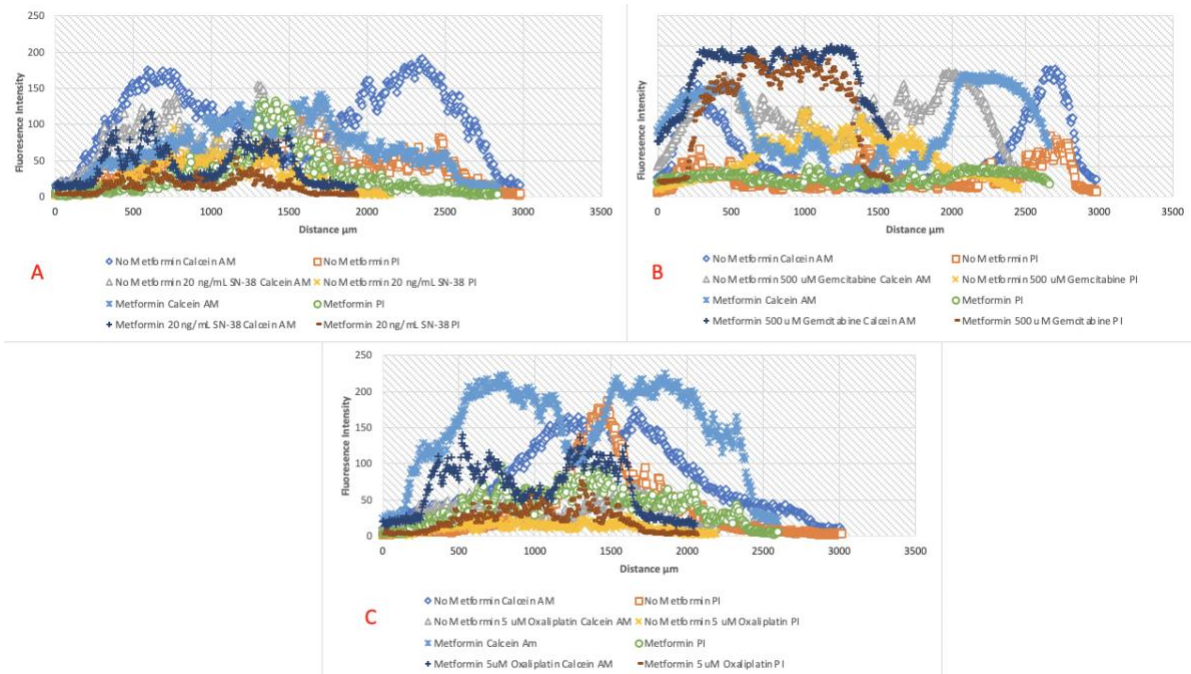 250
200
150
100
50
0
Fluoresence Intensity
0 500 1000 1500 2000 2500 3000 3500
Distance µm
A
No Metformin Calcein AM No Metformin PI
No Metformin 20 ng/mL SN-38 Calcein AM No Metformin 20 ng/mL SN-38 PI
Metformin Calcein AM Metformin PI
Metformin 20 ng/mL SN-38 Calcein AM Metformin 20 ng/mL SN-38 PI
0 500 1000 1500 2000 2500 3000 3500
Distance µm
B
No Metformin Calcein AM No Metformin PI
No Metformin 500 uM Gemcitabine Calcein AM No Metformin 500 uM Gemcitabine PI
Metformin Calcein AM Metformin PI
Metformin 500 uM Gemcitabine Calcein AM Metformin 500 uM Gemcitabine PI
250
200
150
100
50
0
Fluoresence Intensity
0 500 1000 1500 2000 2500 3000 3500
Distance µm
C
No Metformin Calcein AM No Metformin PI
No Metformin 5 uM Oxaliplatin Calcein AM No Metformin 5 uM Oxaliplatin PI
Metformin Calcein Am Metformin PI
Metformin 5uM Oxaliplatin Calcein AM Metformin 5 uM Oxaliplatin PI